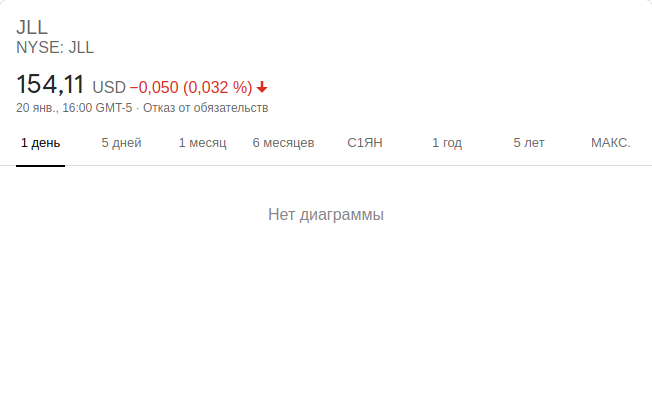 JLL
NYSE: JLL
154,11 USD −0,050 (0,032 %)
20 янв., 16:00 GMT-5 · Отказ от обязательств
1 день 5 дней 1 месяц 6 месяцев С1ЯН 1 год 5 лет МАКС.
Нет диаграммы